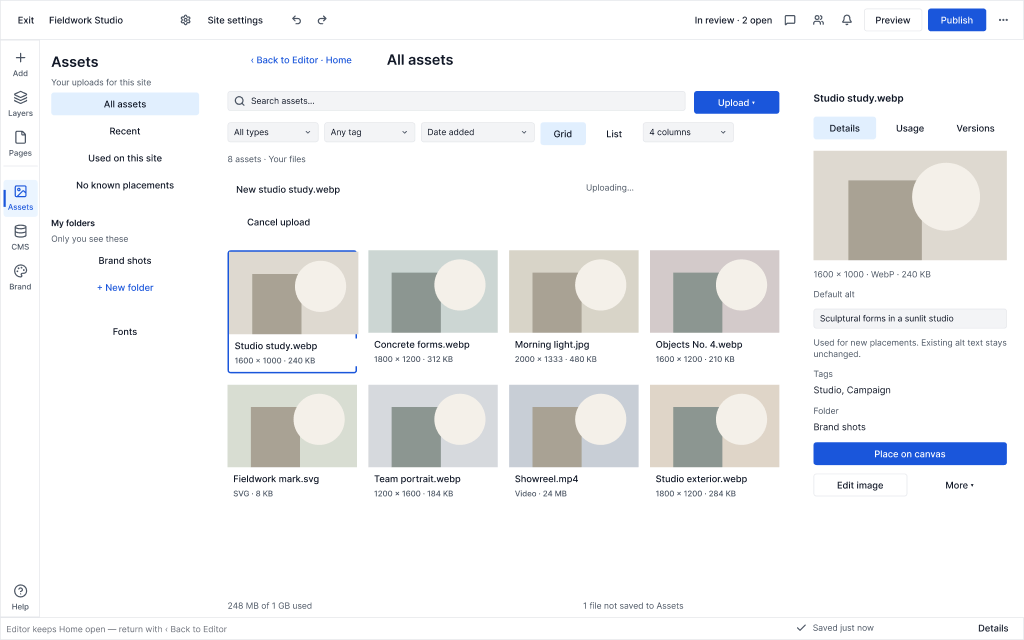 Exit
Fieldwork Studio
Site settings
In review · 2 open
Preview
Publish
Add
Layers
Pages
Assets
CMS
Brand
Help
Assets
Your uploads for this site
All assets
Recent
Used on this site
No known placements
My folders
Only you see these
Brand shots
+ New folder
Fonts
‹ Back to Editor · Home
All assets
Search assets...
Upload
All types
Any tag
Date added
Grid
List
4 columns
8 assets · Your files
New studio study.webp
Uploading...
Cancel upload
Studio study.webp
1600 × 1000 · 240 KB
Concrete forms.webp
1800 × 1200 · 312 KB
Morning light.jpg
2000 × 1333 · 480 KB
Objects No. 4.webp
1600 × 1200 · 210 KB
Fieldwork mark.svg
SVG · 8 KB
Team portrait.webp
1200 × 1600 · 184 KB
Showreel.mp4
Video · 24 MB
Studio exterior.webp
1800 × 1200 · 284 KB
248 MB of 1 GB used
1 file not saved to Assets
Studio study.webp
Details
Usage
Versions
1600 × 1000 · WebP · 240 KB
Default alt
Sculptural forms in a sunlit studio
Used for new placements. Existing alt text stays
unchanged.
Tags
Studio, Campaign
Folder
Brand shots
Place on canvas
Edit image
More
Editor keeps Home open — return with ‹ Back to Editor
Saved just now
Details